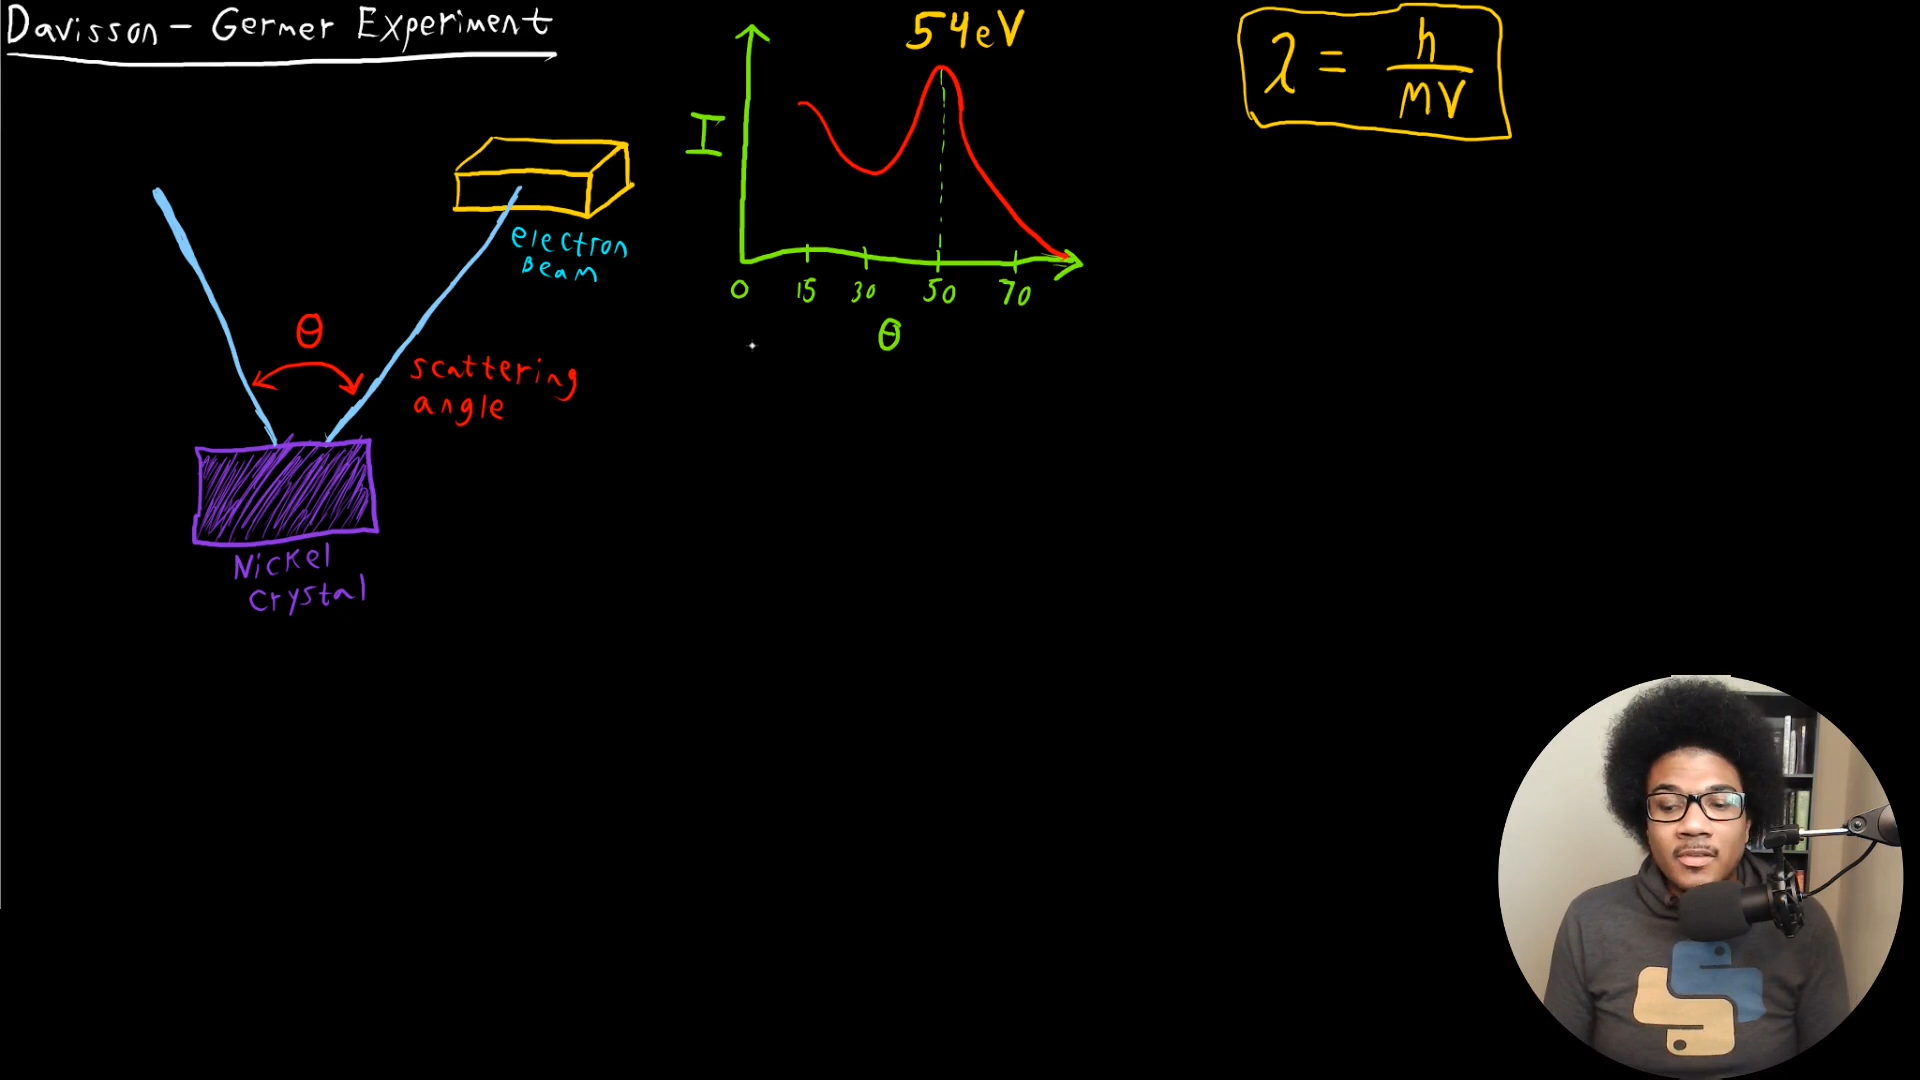 Davisson - Germer Experiment
electron
Beam
θ
scattering
angle
Nickel
crystal
54eV
I
0 15 30 50 70
θ
λ = h
MV